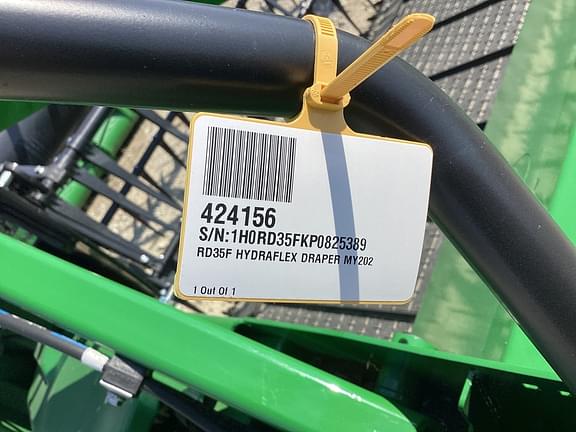 424156
S/N:1H0RD35FKP0825389
RD35F HYDRAFLEX DRAPER MY202
1 Out Of 1